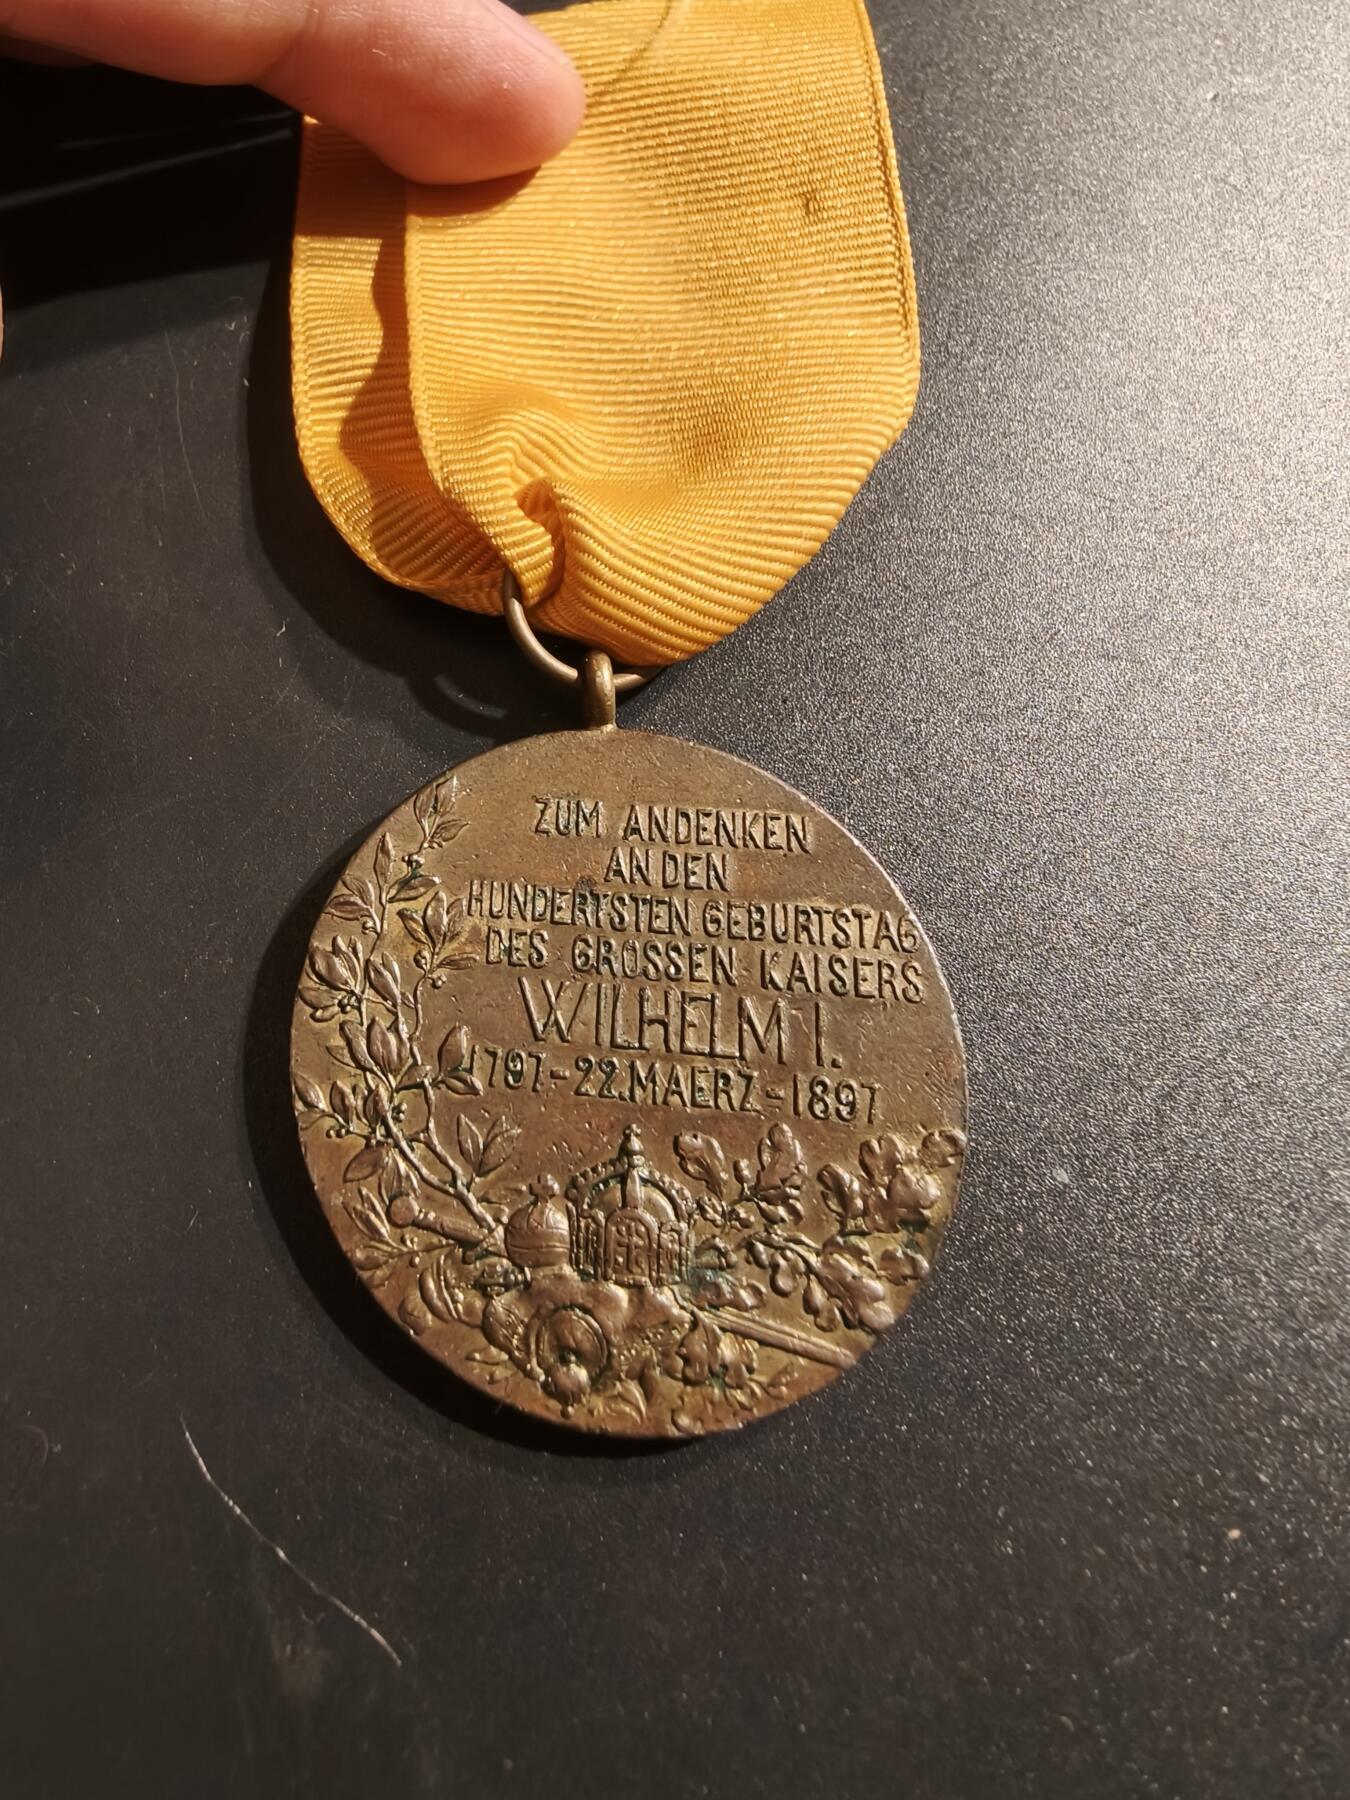 ZUM ANDENKEN
AN DEN
HUNDERTSTEN GEBURTSTAG
DES GROSSEN KAISERS
WILHELM I.
1797-22.MAERZ-1897